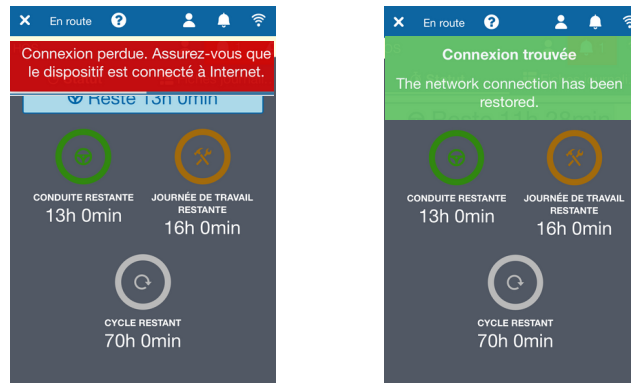 En route
Connexion perdue. Assurez-vous que
le dispositif est connecté à Internet.
Reste 13h 0min
CONDUITE RESTANTE
13h 0min
JOURNÉE DE TRAVAIL
RESTANTE
16h 0min
CYCLE RESTANT
70h 0min
En route
Connexion trouvée
The network connection has been
restored.
CONDUITE RESTANTE
13h 0min
JOURNÉE DE TRAVAIL
RESTANTE
16h 0min
CYCLE RESTANT
70h 0min